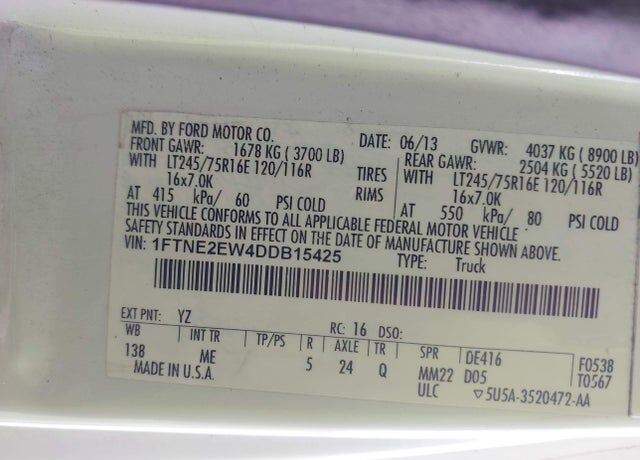 MFD. BY FORD MOTOR CO. DATE: 06/13 GVWR: 4037 KG ( 8900 LB)
FRONT GAWR: 1678 KG ( 3700 LB) REAR GAWR: 2504 KG ( 5520 LB)
WITH LT245/75R16E 120/116R TIRES WITH LT245/75R16E 120/116R
16x7.0K RIMS 16x7.0K
AT 415 kPa/ 60 PSI COLD AT 550 kPa/ 80 PSI COLD
THIS VEHICLE CONFORMS TO ALL APPLICABLE FEDERAL MOTOR VEHICLE
SAFETY STANDARDS IN EFFECT ON THE DATE OF MANUFACTURE SHOWN ABOVE.
VIN: 1FTNE2EW4DDB15425 TYPE: Truck
EXT PNT: YZ RC: 16 DSO:
WB INT TR TP/PS R AXLE TR SPR DE416 F0538
138 ME 5 24 Q MM22 D05 T0567
MADE IN U.S.A. ULC ▽5U5A-3520472-AA